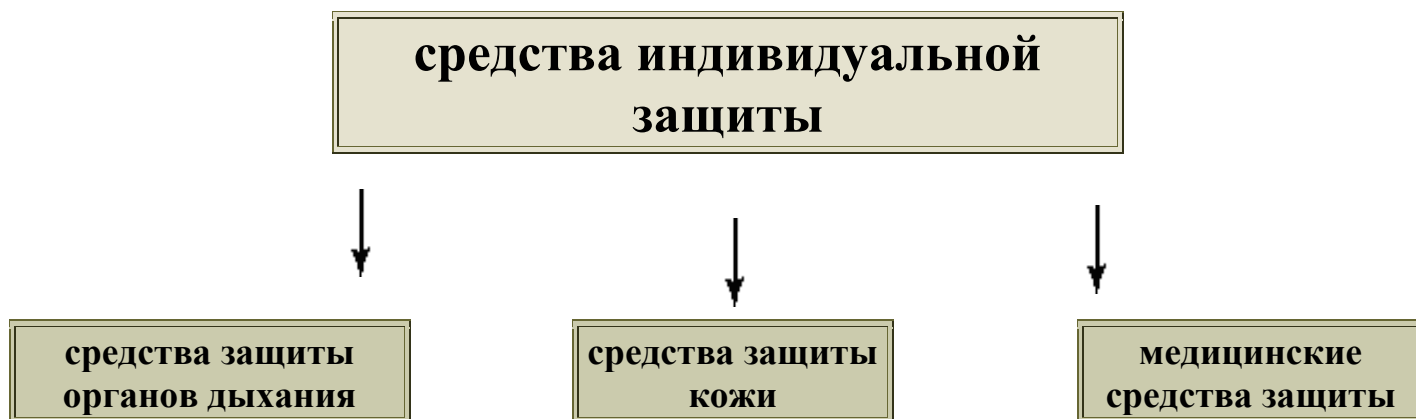 средства индивидуальной
защиты
средства защиты
органов дыхания
средства защиты
кожи
медицинские
средства защиты